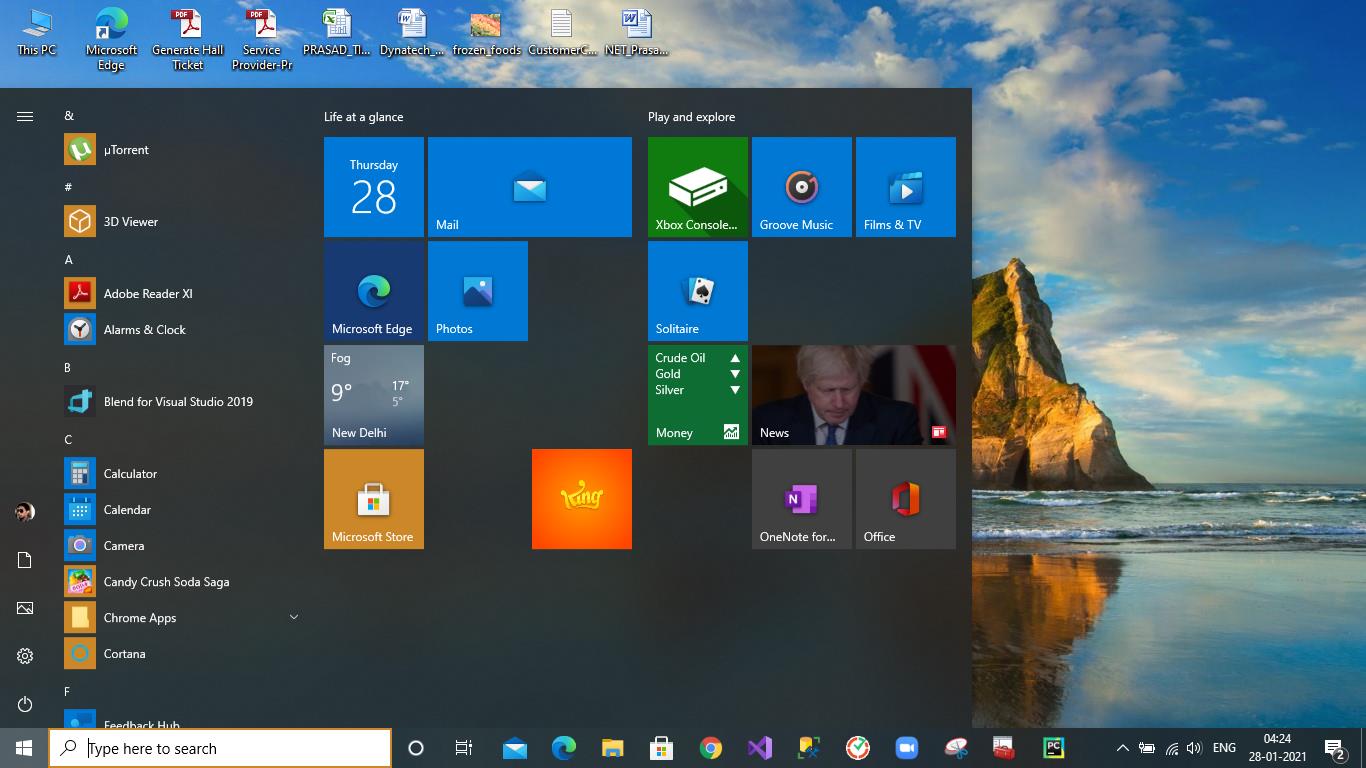 This PC
Microsoft
Edge
Generate Hall
Ticket
Service
Provider-Pr
PRASAD_TI...
Dynatech_...
frozen_foods
CustomerC...
NET_Prasa...
&
µTorrent
#
3D Viewer
A
Adobe Reader XI
Alarms & Clock
B
Blend for Visual Studio 2019
C
Calculator
Calendar
Camera
Candy Crush Soda Saga
Chrome Apps
Cortana
F
Feedback Hub
Life at a glance
Thursday
28
Mail
Microsoft Edge
Photos
Fog
9°
17°
5°
New Delhi
Microsoft Store
King
Play and explore
Xbox Console...
Groove Music
Films & TV
Solitaire
Crude Oil
Gold
Silver
Money
News
OneNote for...
Office
Type here to search
ENG
04:24
28-01-2021
2